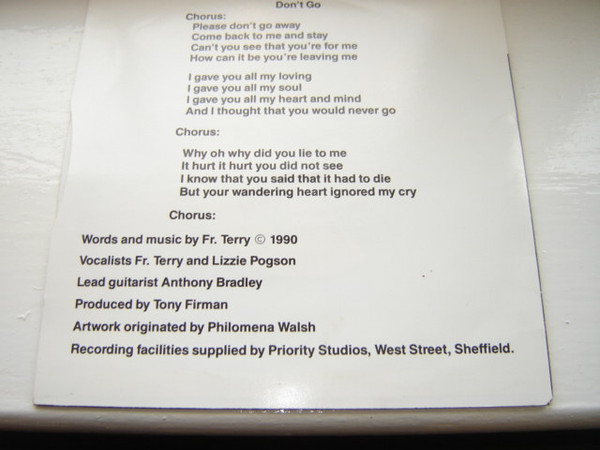 Don't Go
Chorus:
Please don't go away
Come back to me and stay
Can't you see that you're for me
How can it be you're leaving me
I gave you all my loving
I gave you all my soul
I gave you all my heart and mind
And I thought that you would never go
Chorus:
Why oh why did you lie to me
It hurt it hurt you did not see
I know that you said that it had to die
But your wandering heart ignored my cry
Chorus:
Words and music by Fr. Terry © 1990
Vocalists Fr. Terry and Lizzie Pogson
Lead guitarist Anthony Bradley
Produced by Tony Firman
Artwork originated by Philomena Walsh
Recording facilities supplied by Priority Studios, West Street, Sheffield.